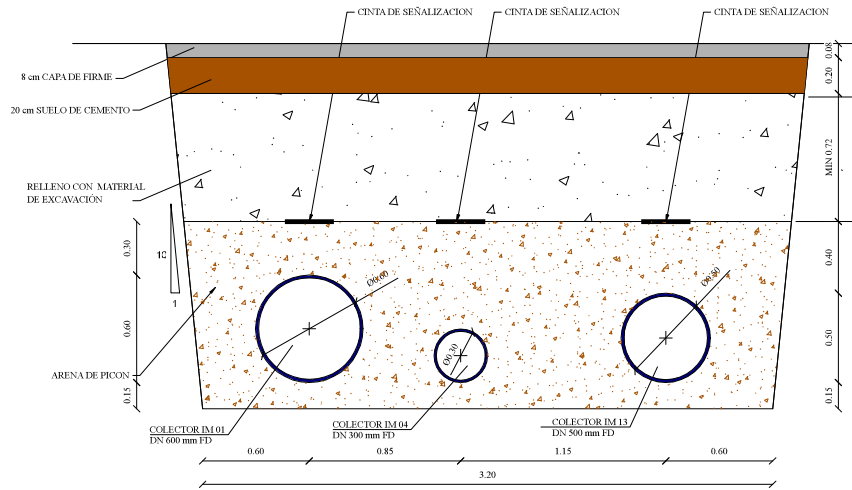 CINTA DE SEÑALIZACION
CINTA DE SEÑALIZACION
CINTA DE SEÑALIZACION
0.08
0.20
8 cm CAPA DE FIRME
20 cm SUELO DE CEMENTO
MIN 0.72
RELLENO CON MATERIAL
DE EXCAVACIÓN
0.30
0.40
10
1
Ø0.60
Ø0.50
0.60
Ø0.30
0.50
ARENA DE PICON
0.15
0.15
COLECTOR IM 01
DN 600 mm FD
COLECTOR IM 04
DN 300 mm FD
COLECTOR IM 13
DN 500 mm FD
0.60
0.85
1.15
0.60
3.20